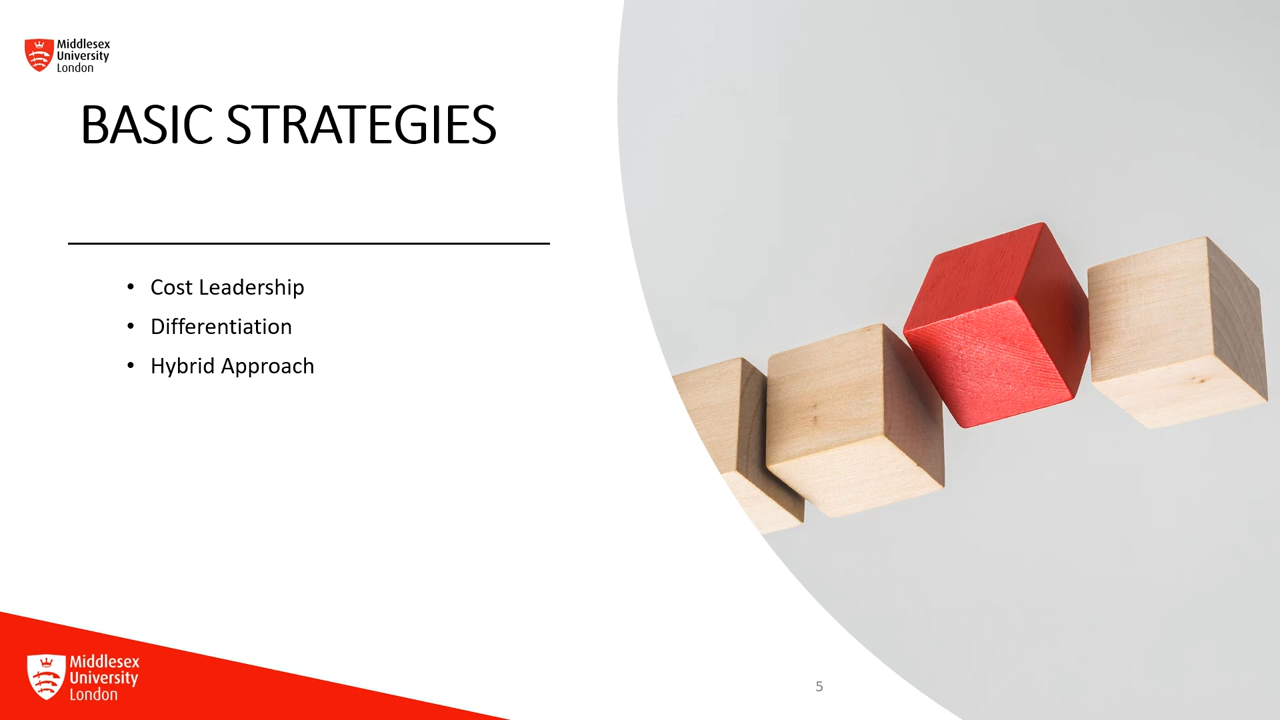 Middlesex
University
London
BASIC STRATEGIES
• Cost Leadership
• Differentiation
• Hybrid Approach
Middlesex
University
London
5